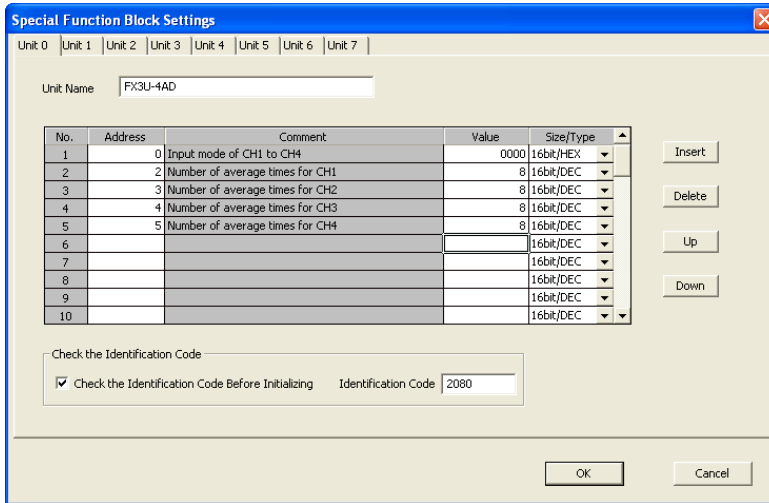 Special Function Block Settings
Unit 0 Unit 1 Unit 2 Unit 3 Unit 4 Unit 5 Unit 6 Unit 7
Unit Name FX3U-4AD
No. Address Comment Value Size/Type
1 0 Input mode of CH1 to CH4 0000 16bit/HEX
2 2 Number of average times for CH1 8 16bit/DEC
3 3 Number of average times for CH2 8 16bit/DEC
4 4 Number of average times for CH3 8 16bit/DEC
5 5 Number of average times for CH4 8 16bit/DEC
6 16bit/DEC
7 16bit/DEC
8 16bit/DEC
9 16bit/DEC
10 16bit/DEC
Insert
Delete
Up
Down
Check the Identification Code
Check the Identification Code Before Initializing Identification Code 2080
OK Cancel